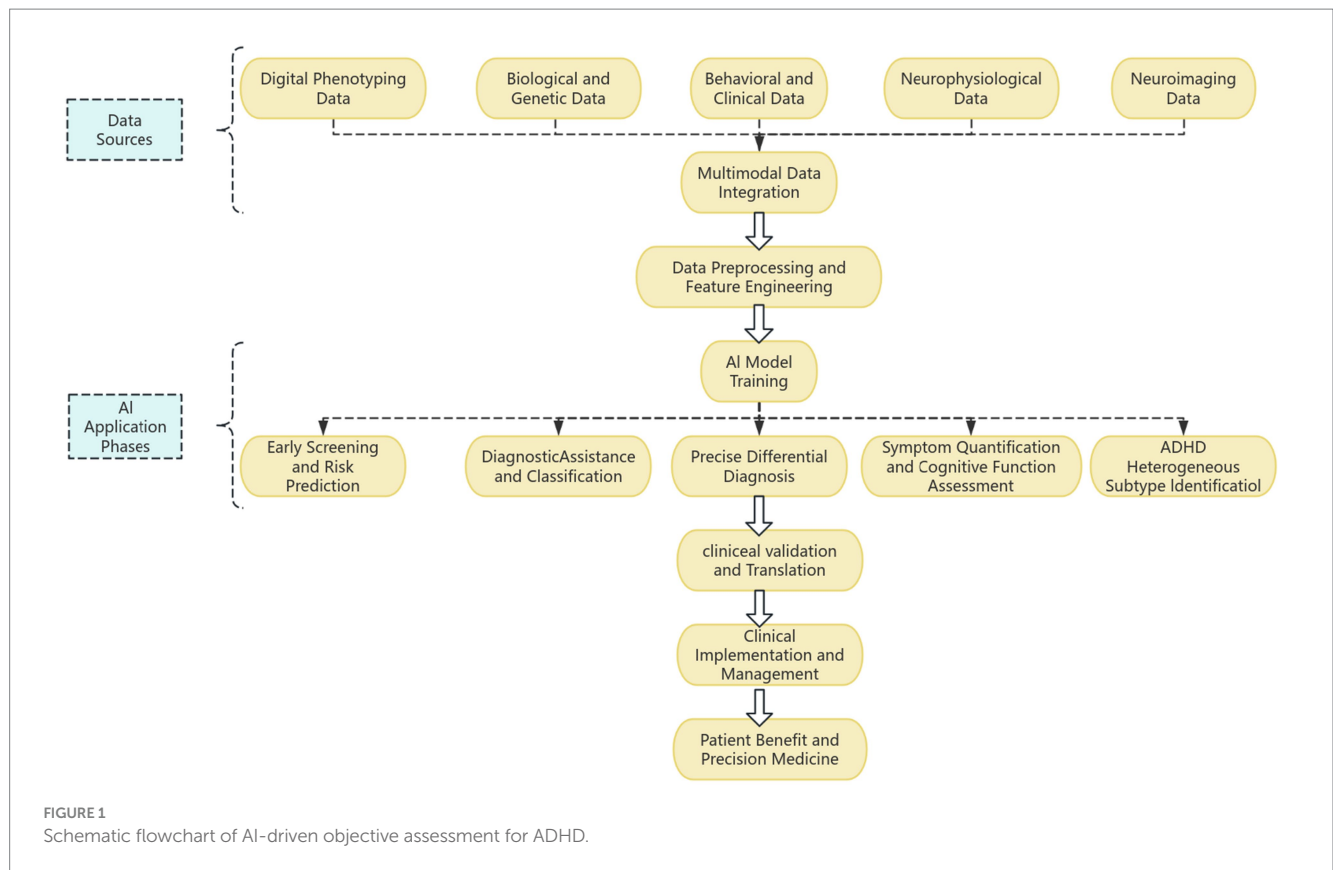 Digital Phenotyping
Data
Biological and
Genetic Data
Behavioral and
Clinical Data
Neurophysiological
Data
Neuroimaging
Data
Data
Sources
Multimodal Data
Integration
Data Preprocessing and
Feature Engineering
AI Model
Training
AI
Application
Phases
Early Screening
and Risk
Prediction
DiagnosticAssistance
and Classification
Precise Differential
Diagnosis
Symptom Quantification
and Cognitive Function
Assessment
ADHD
Heterogeneous
Subtype Identificatiol
cliniceal validation
and Translation
Clinical
Implementation and
Management
Patient Benefit and
Precision Medicine
FIGURE 1
Schematic flowchart of AI-driven objective assessment for ADHD.